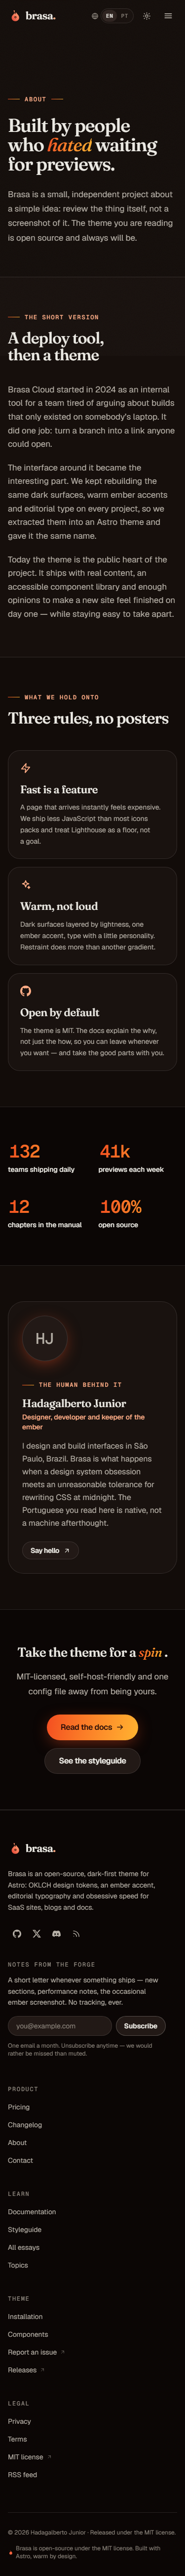 brasa.
EN PT
ABOUT
Built by people
who hated waiting
for previews.
Brasa is a small, independent project about
a simple idea: review the thing itself, not a
screenshot of it. The theme you are reading
is open source and always will be.
THE SHORT VERSION
A deploy tool,
then a theme
Brasa Cloud started in 2024 as an internal
tool for a team tired of arguing about builds
that only existed on somebody's laptop. It
did one job: turn a branch into a link anyone
could open.
The interface around it became the
interesting part. We kept rebuilding the
same dark surfaces, warm ember accents
and editorial type on every project, so we
extracted them into an Astro theme and
gave it the same name.
Today the theme is the public heart of the
project. It ships with real content, an
accessible component library and enough
opinions to make a new site feel finished on
day one — while staying easy to take apart.
WHAT WE HOLD ONTO
Three rules, no posters
Fast is a feature
A page that arrives instantly feels expensive.
We ship less JavaScript than most icons
packs and treat Lighthouse as a floor, not
a goal.
Warm, not loud
Dark surfaces layered by lightness, one
ember accent, type with a little personality.
Restraint does more than another gradient.
Open by default
The theme is MIT. The docs explain the why,
not just the how, so you can leave whenever
you want — and take the good parts with you.
132
teams shipping daily
41k
previews each week
12
chapters in the manual
100%
open source
HJ
THE HUMAN BEHIND IT
Hadagalberto Junior
Designer, developer and keeper of the
ember
I design and build interfaces in São
Paulo, Brazil. Brasa is what happens
when a design system obsession
meets an unreasonable tolerance for
rewriting CSS at midnight. The
Portuguese you read here is native, not
a machine afterthought.
Say hello
Take the theme for a spin.
MIT-licensed, self-hostable and one
config file away from being yours.
Read the docs →
See the styleguide
brasa.
Brasa is an open-source, dark-first theme for
Astro: OKLCH design tokens, an ember accent,
editorial typography and obsessive speed for
SaaS sites, blogs and docs.
NOTES FROM THE FORGE
A short letter whenever something ships — new
sections, performance notes, the occasional
ember screenshot. No tracking, ever.
you@example.com
Subscribe
One email a month. Unsubscribe anytime — we would
rather be missed than muted.
PRODUCT
Pricing
Changelog
About
Contact
LEARN
Documentation
Styleguide
All essays
Topics
THEME
Installation
Components
Report an issue
Releases
LEGAL
Privacy
Terms
MIT license
RSS feed
© 2026 Hadagalberto Junior · Released under the MIT license.
Brasa is open-source under the MIT license. Built with
Astro, warm by design.